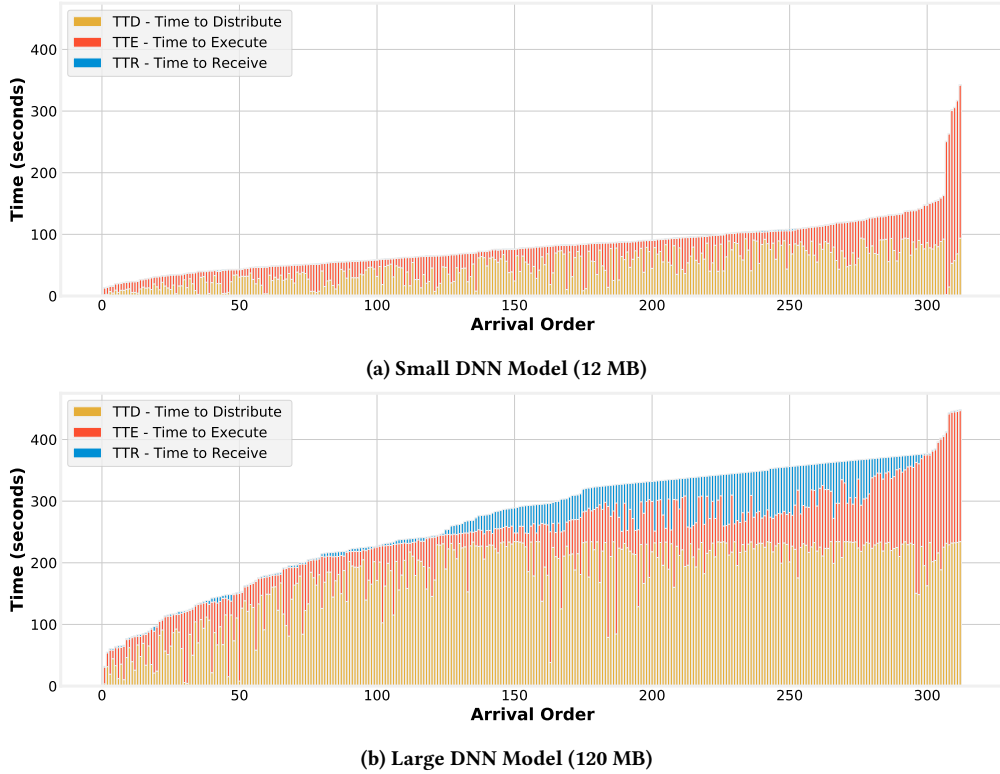 TTD - Time to Distribute
TTE - Time to Execute
TTR - Time to Receive
400
300
200
100
0
Time (seconds)
0 50 100 150 200 250 300
Arrival Order
(a) Small DNN Model (12 MB)
TTD - Time to Distribute
TTE - Time to Execute
TTR - Time to Receive
400
300
200
100
0
Time (seconds)
0 50 100 150 200 250 300
Arrival Order
(b) Large DNN Model (120 MB)